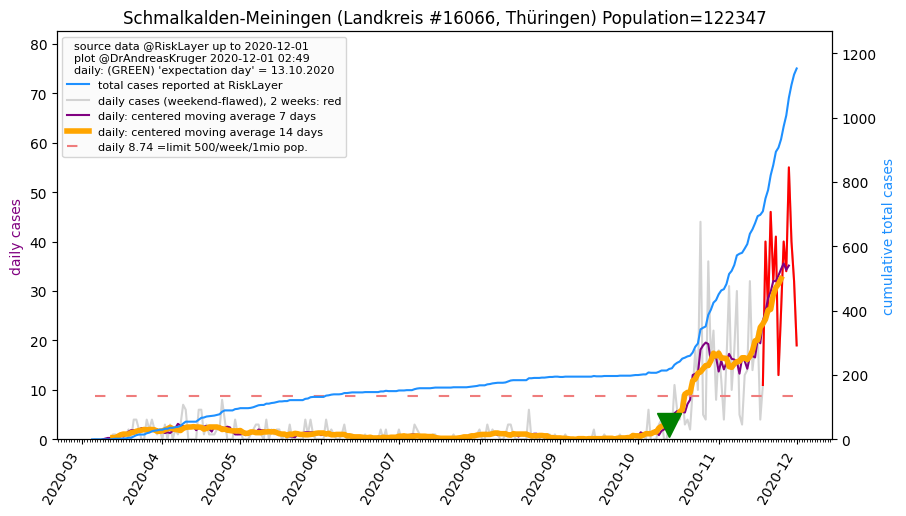 Schmalkalden-Meiningen (Landkreis #16066, Thüringen) Population=122347
source data @RiskLayer up to 2020-12-01
plot @DrAndreasKruger 2020-12-01 02:49
daily: (GREEN) 'expectation day' = 13.10.2020
total cases reported at RiskLayer
daily cases (weekend-flawed), 2 weeks: red
daily: centered moving average 7 days
daily: centered moving average 14 days
daily 8.74 =limit 500/week/1mio pop.
daily cases
80
70
60
50
40
30
20
10
0
cumulative total cases
1200
1000
800
600
400
200
0
2020-03
2020-04
2020-05
2020-06
2020-07
2020-08
2020-09
2020-10
2020-11
2020-12